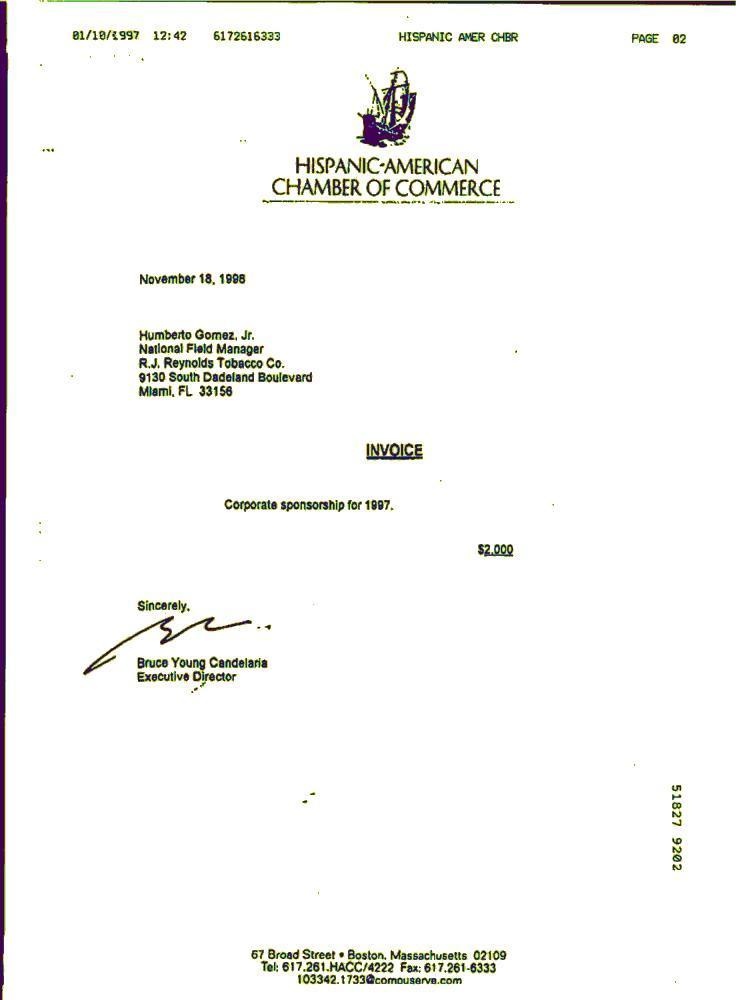 01/10/1997 12:42 6172616333 HISPANIC AMER CHBR PAGE 02
HISPANIC-AMERICAN
CHAMBER OF COMMERCE
November 18, 1996
Humberto Gomez, Jr.
National Field Manager
R.J. Reynolds Tobacco Co.
9130 South Dadeland Boulevard
Miami, FL 33156
INVOICE
Corporate sponsorship for 1997.
$2,000
Sincerely,
Bruce Young Candelaria
Executive Director
51827 9202
67 Broad Street • Boston, Massachusetts 02109
Tel: 617.261.HACC/4222 Fax: 617.261-6333
103342.1733@compuserve.com